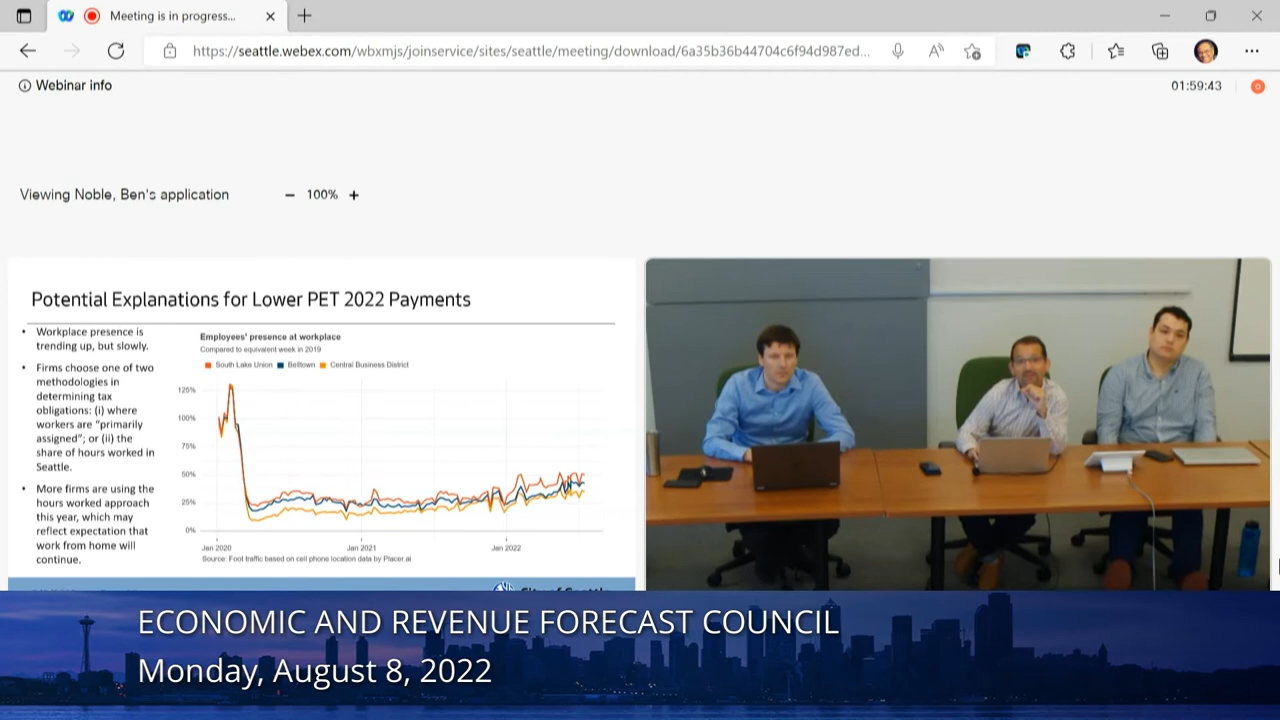 Meeting is in progress...
https://seattle.webex.com/wbxmjs/joinservice/sites/seattle/meeting/download/6a35b36b44704c6f94d987ed...
Webinar info
01:59:43
Viewing Noble, Ben's application
− 100% +
Potential Explanations for Lower PET 2022 Payments
• Workplace presence is
trending up, but slowly.
• Firms choose one of two
methodologies in
determining tax
obligations: (i) where
workers are "primarily
assigned"; or (ii) the
share of hours worked in
Seattle.
• More firms are using the
hours worked approach
this year, which may
reflect expectation that
work from home will
continue.
Employees' presence at workplace
Compared to equivalent week in 2019
South Lake Union Belltown Central Business District
125%
100%
75%
50%
25%
0%
Jan 2020 Jan 2021 Jan 2022
Source: Foot traffic based on cell phone location data by Placer.ai
ECONOMIC AND REVENUE FORECAST COUNCIL
Monday, August 8, 2022